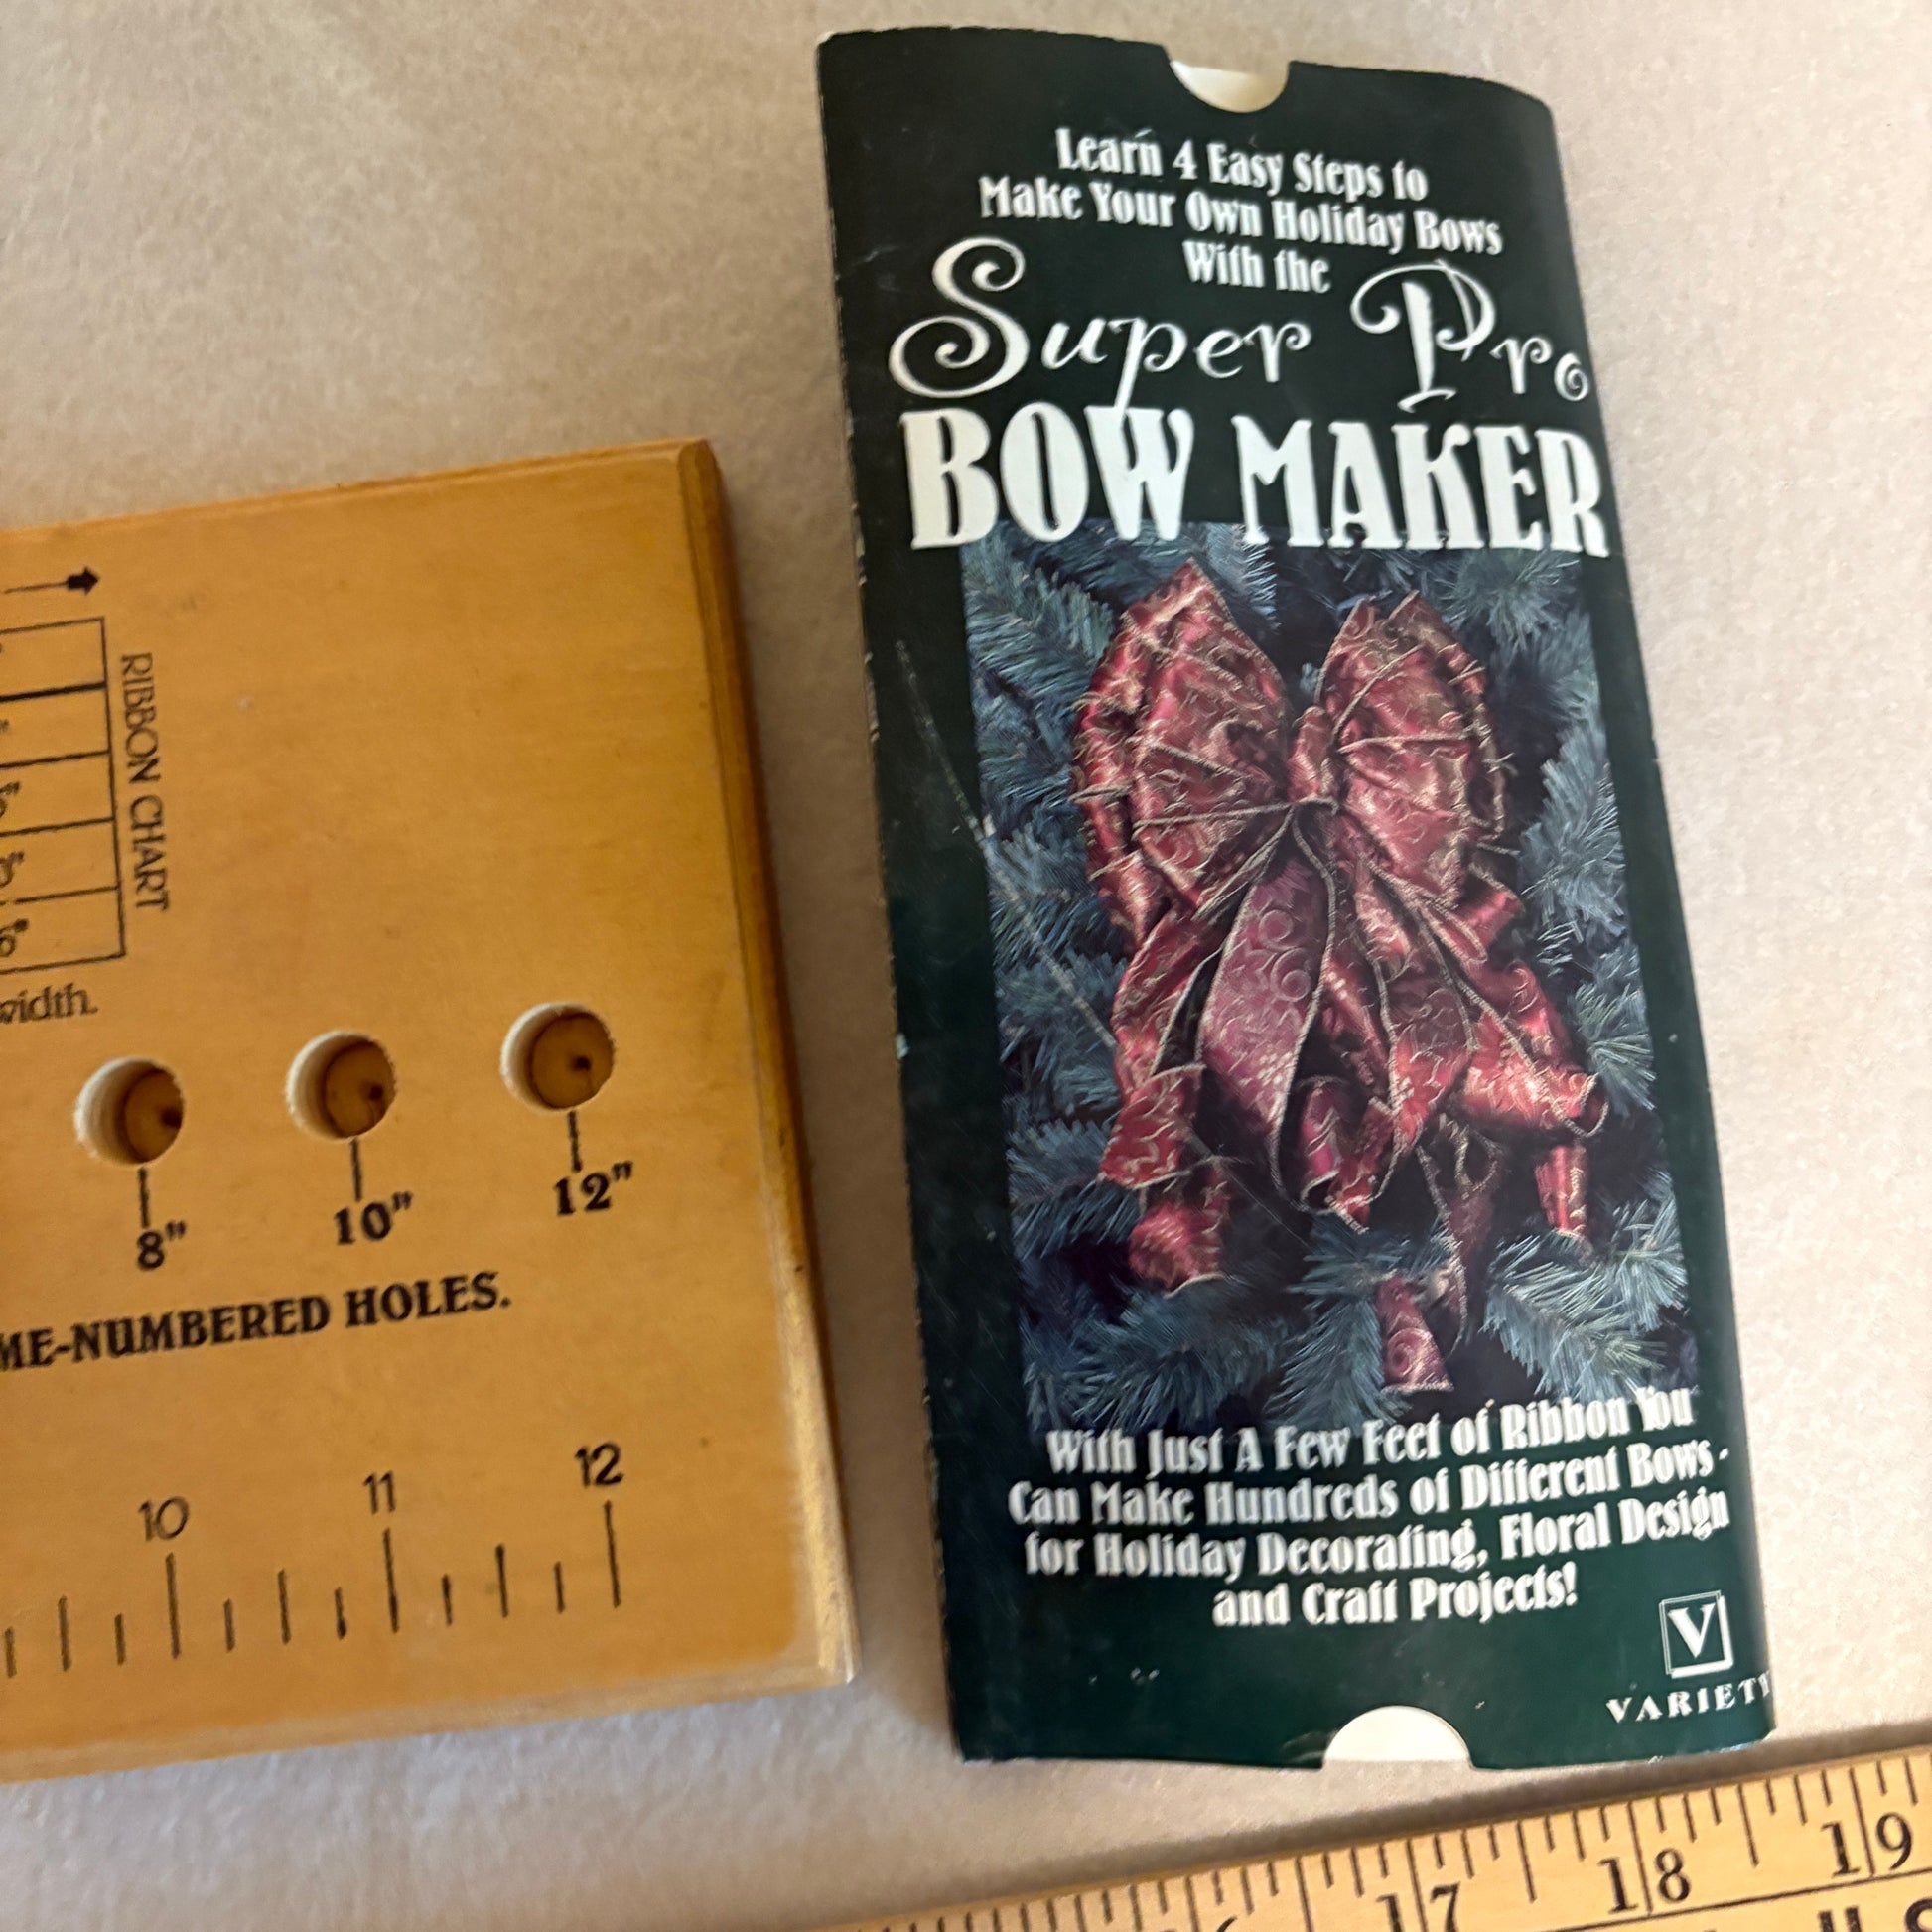 Learn 4 Easy Steps to
Make Your Own Holiday Bows
With the
Super Pro
BOW MAKER
With Just A Few Feet of Ribbon You
Can Make Hundreds of Different Bows -
for Holiday Decorating, Floral Design
and Craft Projects!
V
VARIETY
RIBBON CHART
width.
8" 10" 12"
ME-NUMBERED HOLES.
10 11 12
17 18 19